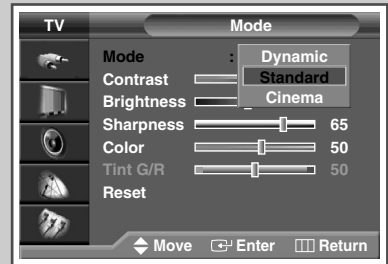 TV Mode
Mode : Dynamic
Contrast Standard
Brightness Cinema
Sharpness 65
Color 50
Tint G/R 50
Reset
Move Enter Return